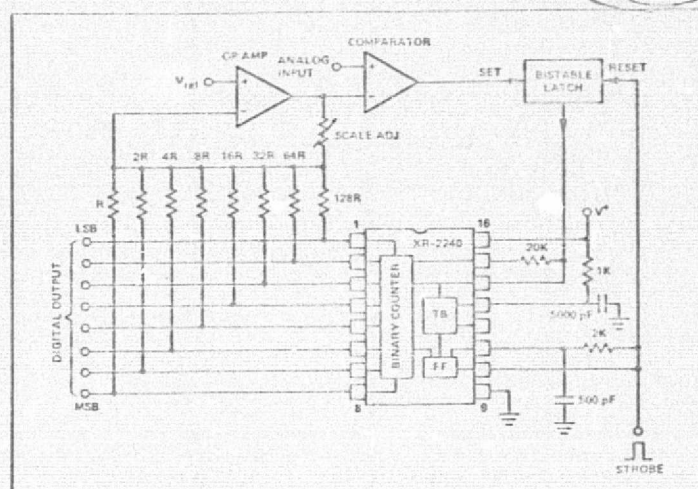 COMPARATOR
OP AMP
ANALOG
INPUT
Vref
+
−
+
−
SET
BISTABLE
LATCH
RESET
SCALE ADJ
2R 4R 8R 16R 32R 64R
R
128R
V+
LSB
1
16
XR-2240
20K
1K
DIGITAL OUTPUT
BINARY COUNTER
TB
5000 pF
2K
FF
MSB
8
9
500 pF
STROBE